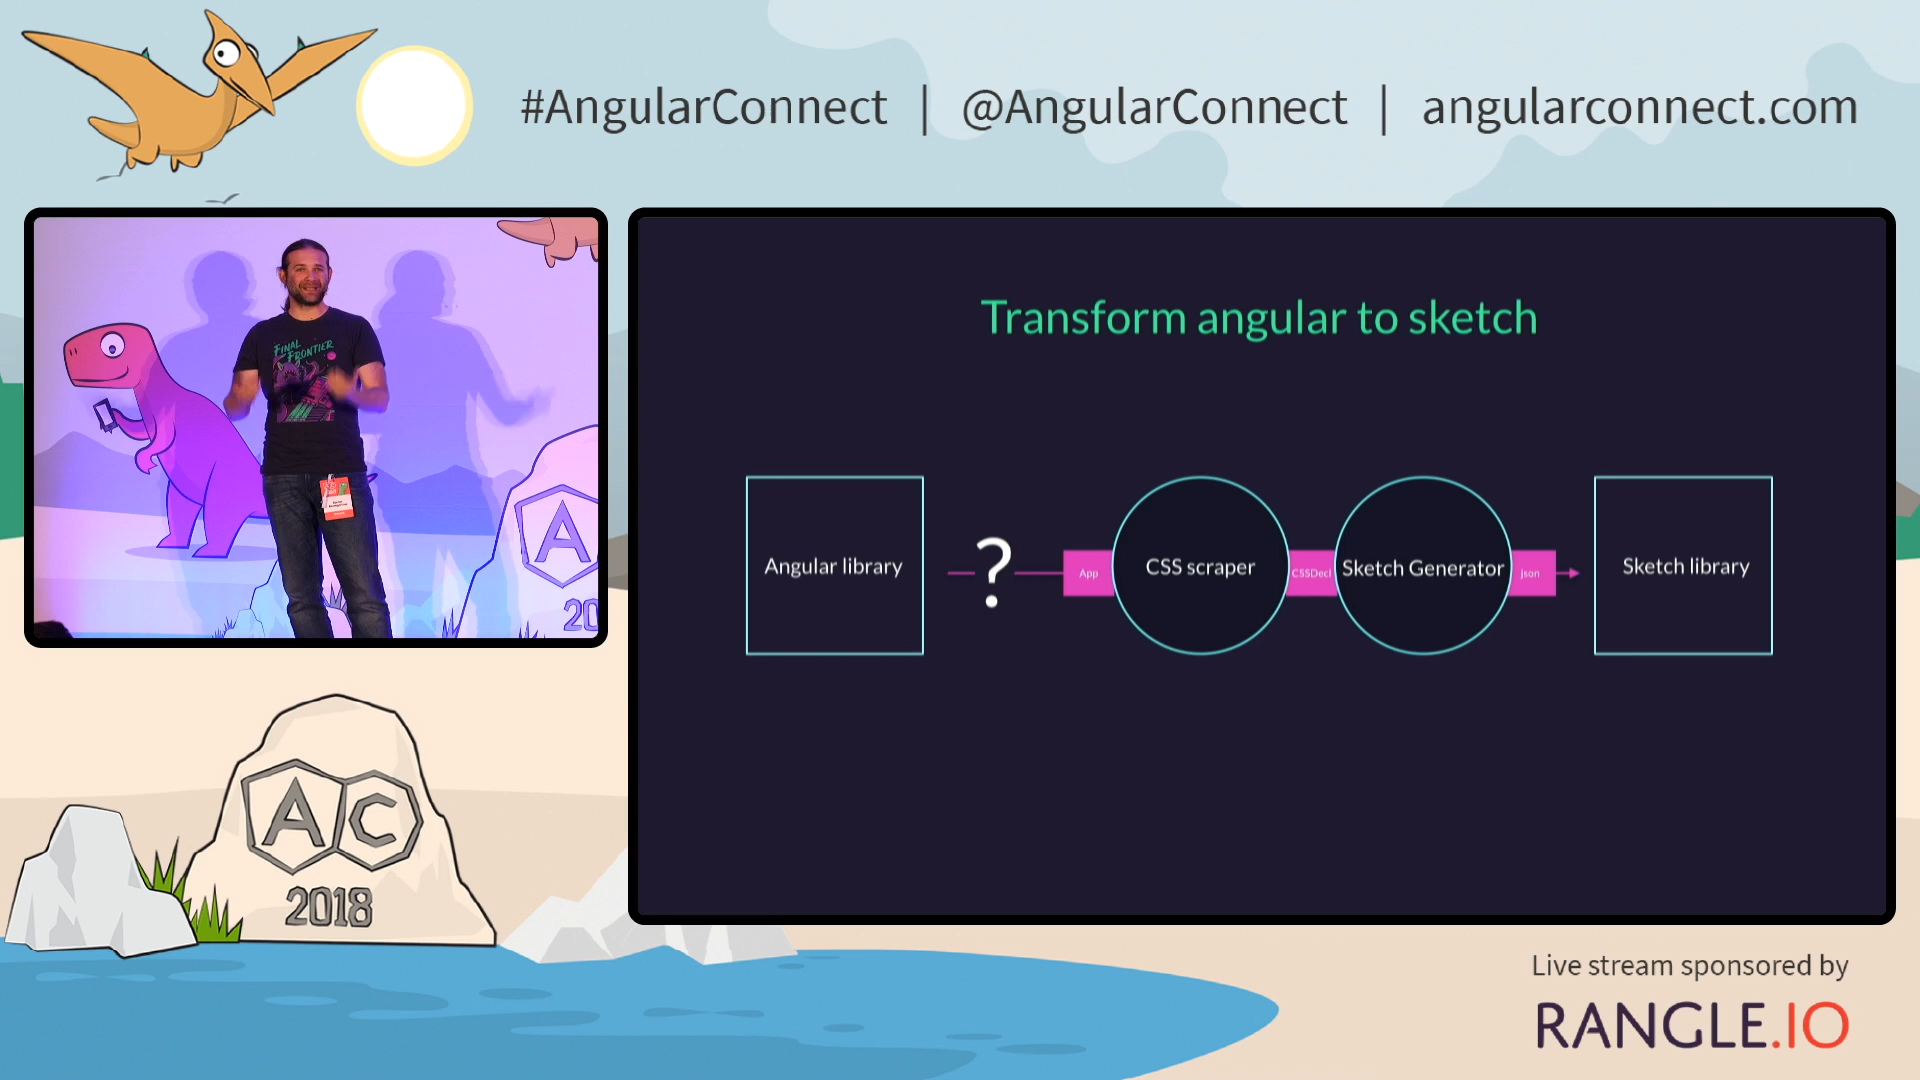 #AngularConnect | @AngularConnect | angularconnect.com
FINAL
FRONTIER
A
20
Transform angular to sketch
Angular library
?
App
CSS scraper
CSSDecl
Sketch Generator
json
Sketch library
AC
2018
Live stream sponsored by
RANGLE.IO